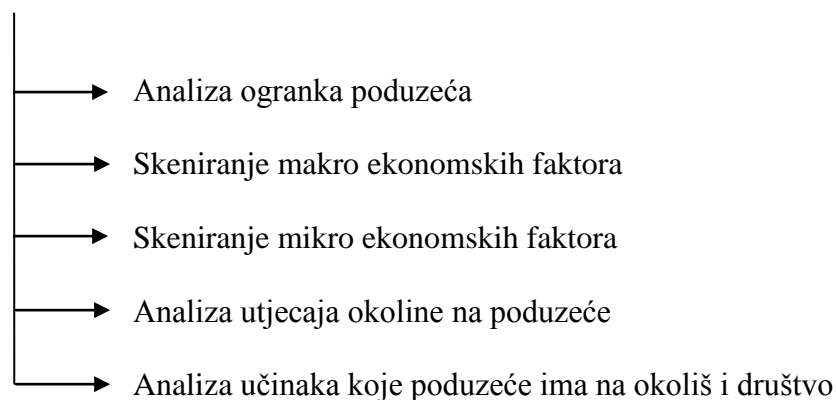 Analiza ogranka poduzeća
Skeniranje makro ekonomskih faktora
Skeniranje mikro ekonomskih faktora
Analiza utjecaja okoline na poduzeće
Analiza učinaka koje poduzeće ima na okoliš i društvo